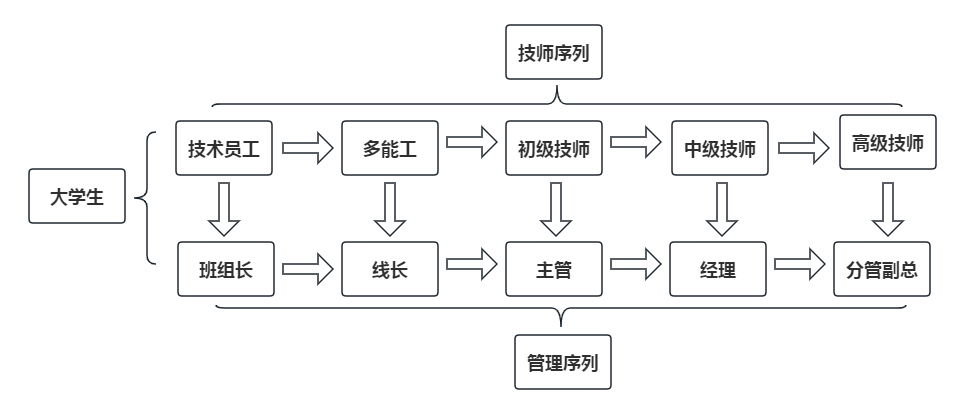 技师序列
技术员工
多能工
初级技师
中级技师
高级技师
大学生
班组长
线长
主管
经理
分管副总
管理序列